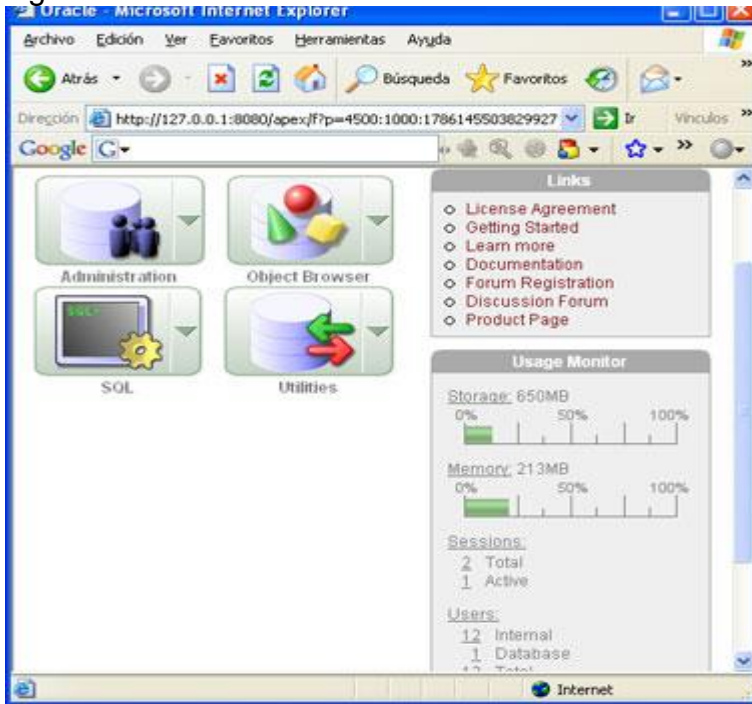 Oracle - Microsoft Internet Explorer
Archivo Edición Ver Favoritos Herramientas Ayuda
Atrás Búsqueda Favoritos
Dirección http://127.0.0.1:8080/apex/f?p=4500:1000:1786145503829927 Ir Vínculos
Google G
Administration Object Browser
SQL>
SQL Utilities
Links
License Agreement
Getting Started
Learn more
Documentation
Forum Registration
Discussion Forum
Product Page
Usage Monitor
Storage: 650MB
0% 50% 100%
Memory: 213MB
0% 50% 100%
Sessions:
2 Total
1 Active
Users:
12 Internal
1 Database
Total
Internet